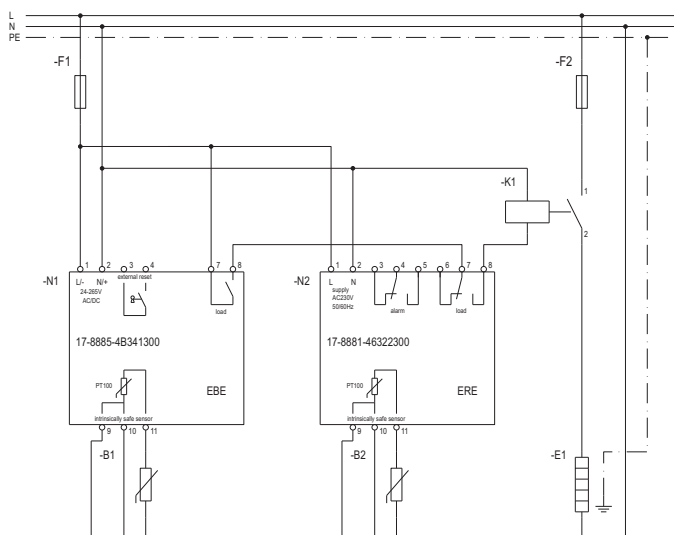 L
N
PE
-F1
-F2
-K1
1
2
-N1
1 2 3 4 7 8
L/- N/+ external reset
24-265V
AC/DC
load
17-8885-4B341300
PT100
EBE
intrinsically safe sensor
9 10 11
-B1
-N2
1 2 3 4 5 6 7 8
L N
supply
AC230V
50/60Hz
alarm load
17-8881-46322300
PT100
ERE
intrinsically safe sensor
9 10 11
-B2
-E1